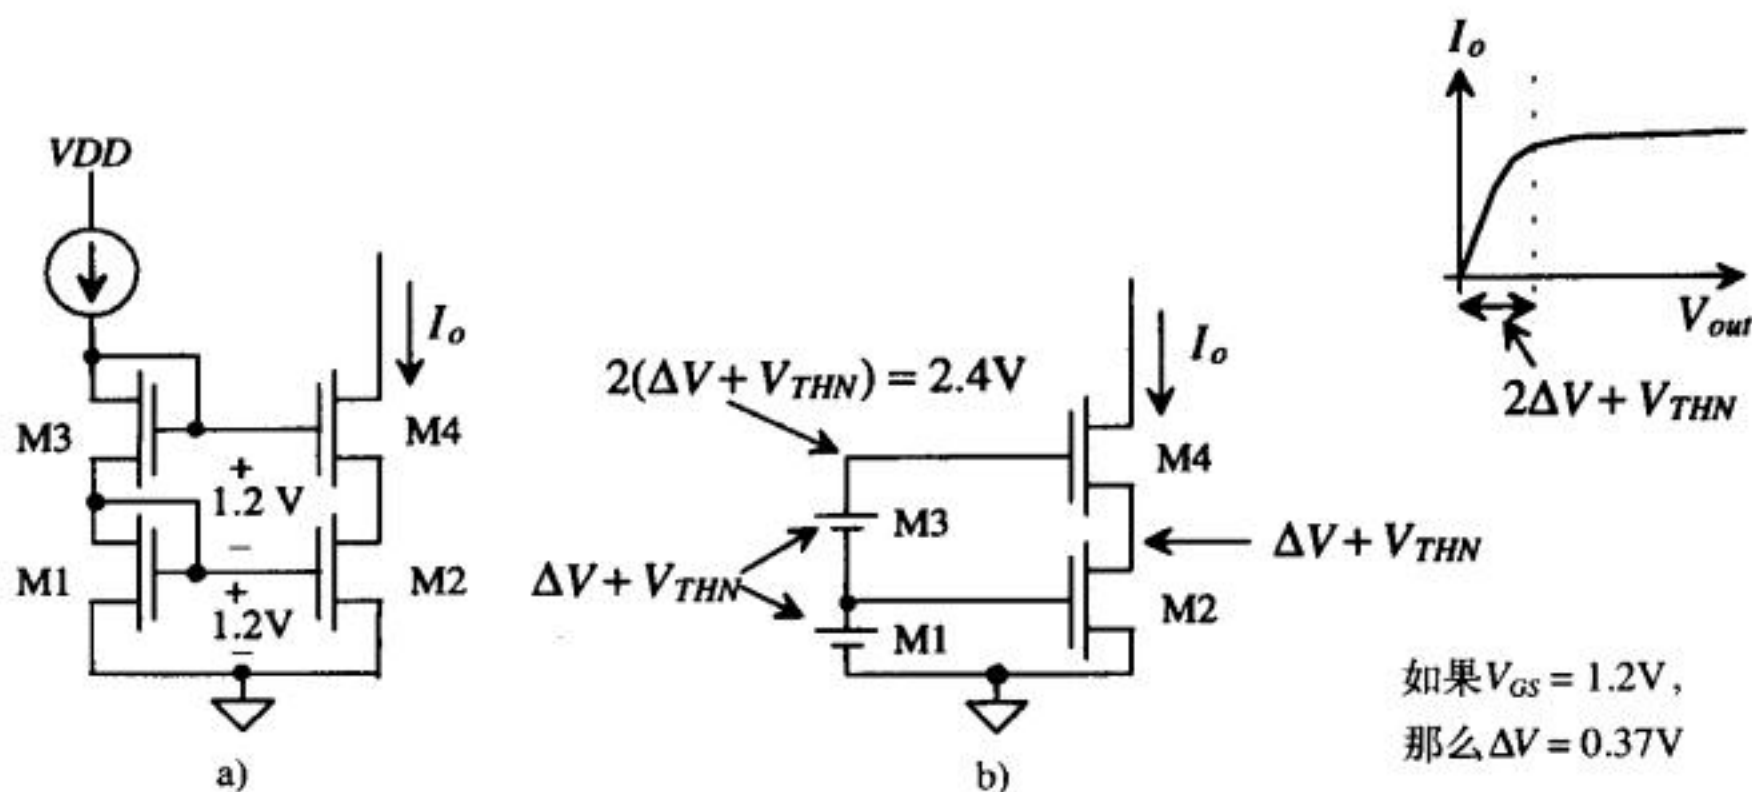 VDD
I_o
M3
M4
+
1.2 V
−
M1
M2
+
1.2V
−
a)
2(ΔV + V_THN) = 2.4V
I_o
M4
M3
ΔV + V_THN
ΔV + V_THN
M2
M1
b)
I_o
V_out
2ΔV + V_THN
如果V_GS = 1.2V，
那么ΔV = 0.37V